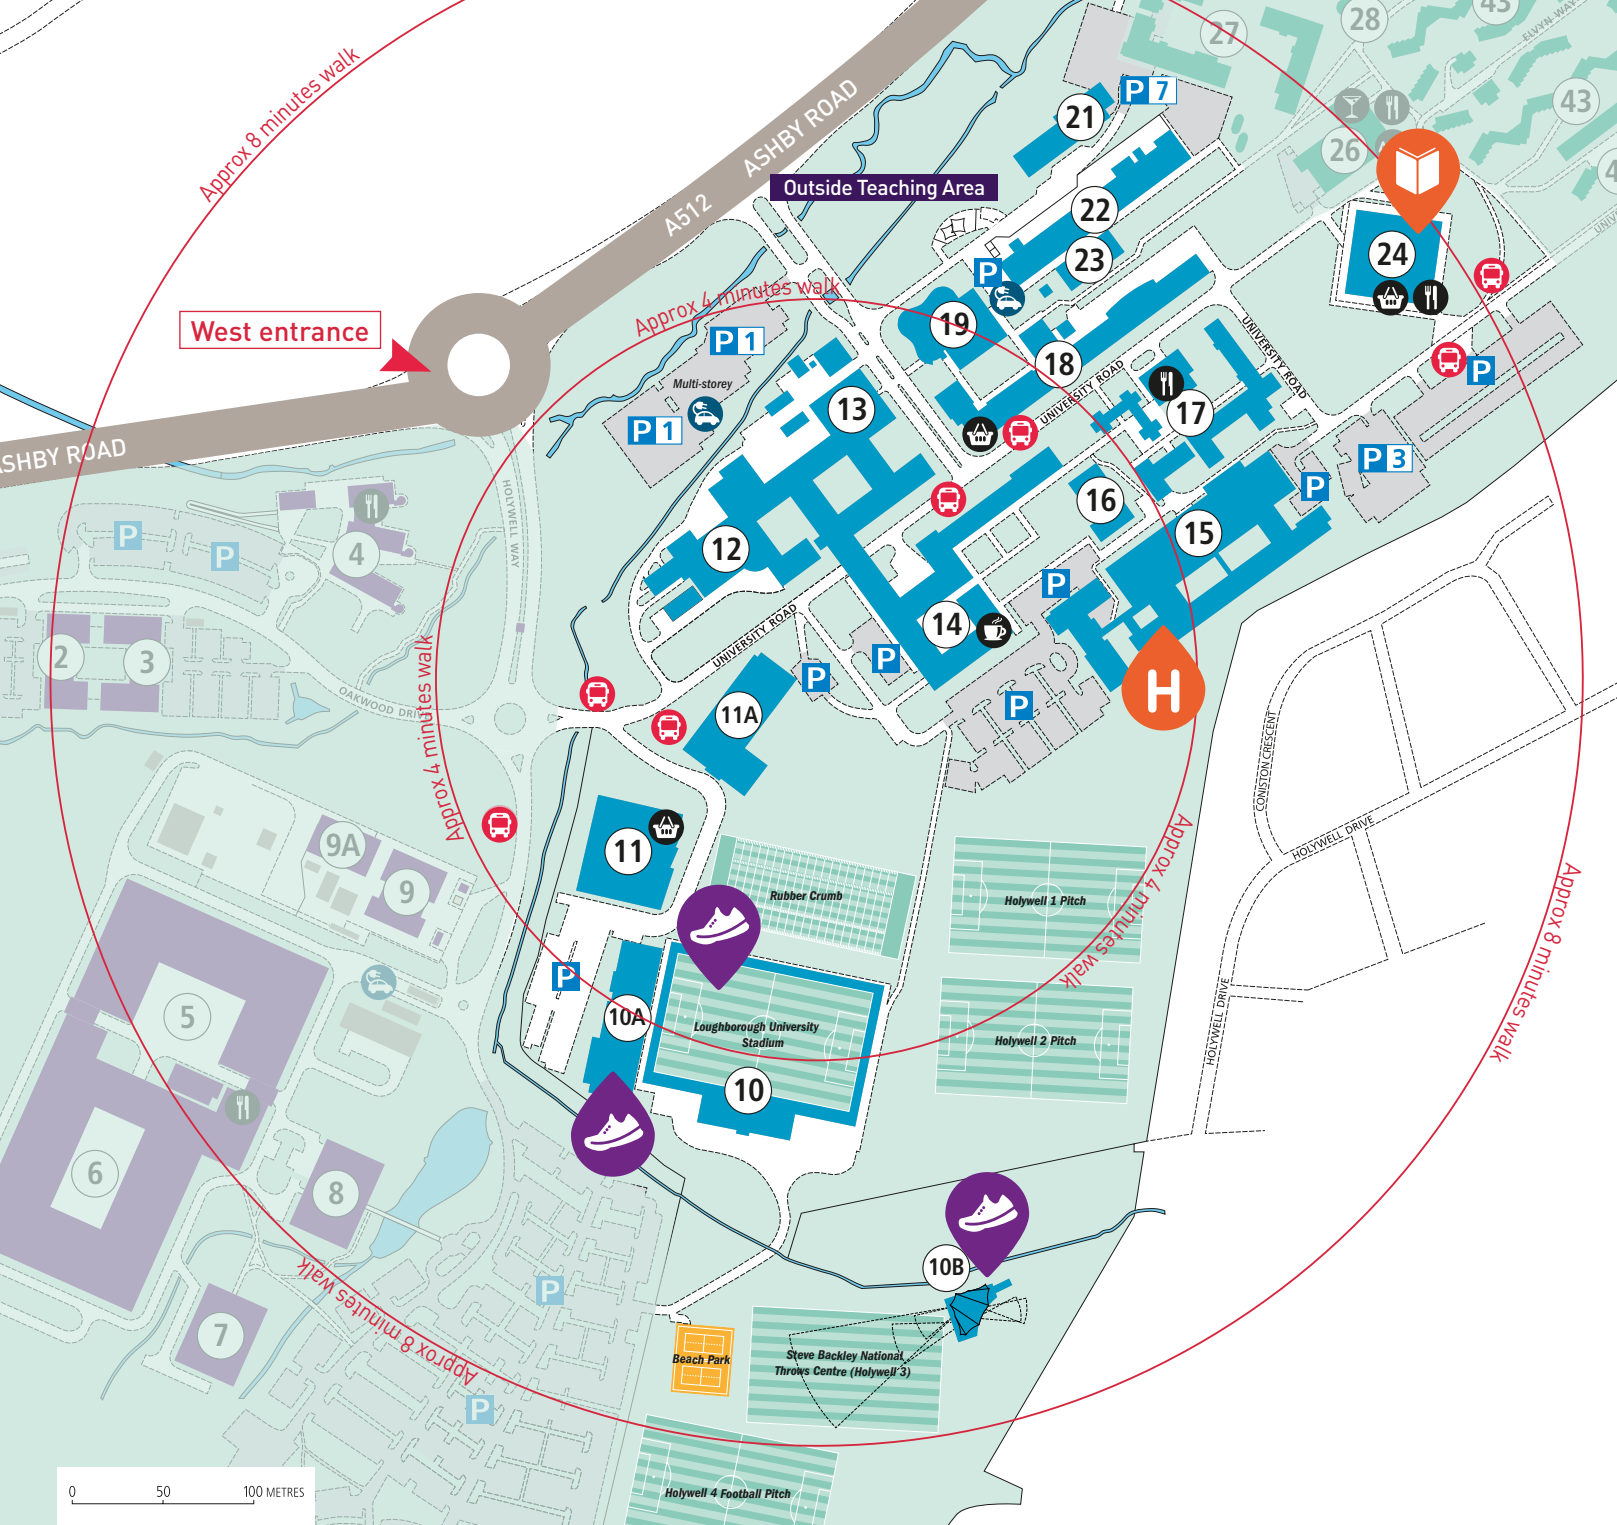 43
28
27
ELVYN WAY
Approx 8 minutes walk
ASHBY ROAD
P 7
21
43
26
Outside Teaching Area
A512
22
23
24
P
Approx 4 minutes walk
West entrance
P 1
19
18
UNIVERSITY ROAD
Multi-storey
P
13
17
UNIVERSITY ROAD
P 1
ASHBY ROAD
P 3
P
HOLYWELL WAY
16
15
P
P
4
12
P
14
UNIVERSITY ROAD
2
3
P
P
OAKWOOD DRIVE
11A
P
H
Approx 4 minutes walk
CONISTON CRESCENT
HOLYWELL DRIVE
9A
11
9
Rubber Crumb
Holywell 1 Pitch
Approx 4 minutes walk
Approx 8 minutes walk
P
5
10A
Loughborough University
Stadium
Holywell 2 Pitch
HOLYWELL DRIVE
10
6
8
10B
P
Approx 8 minutes walk
7
Beach Park
Steve Backley National
Throws Centre (Holywell 3)
P
Holywell 4 Football Pitch
0 50 100 METRES